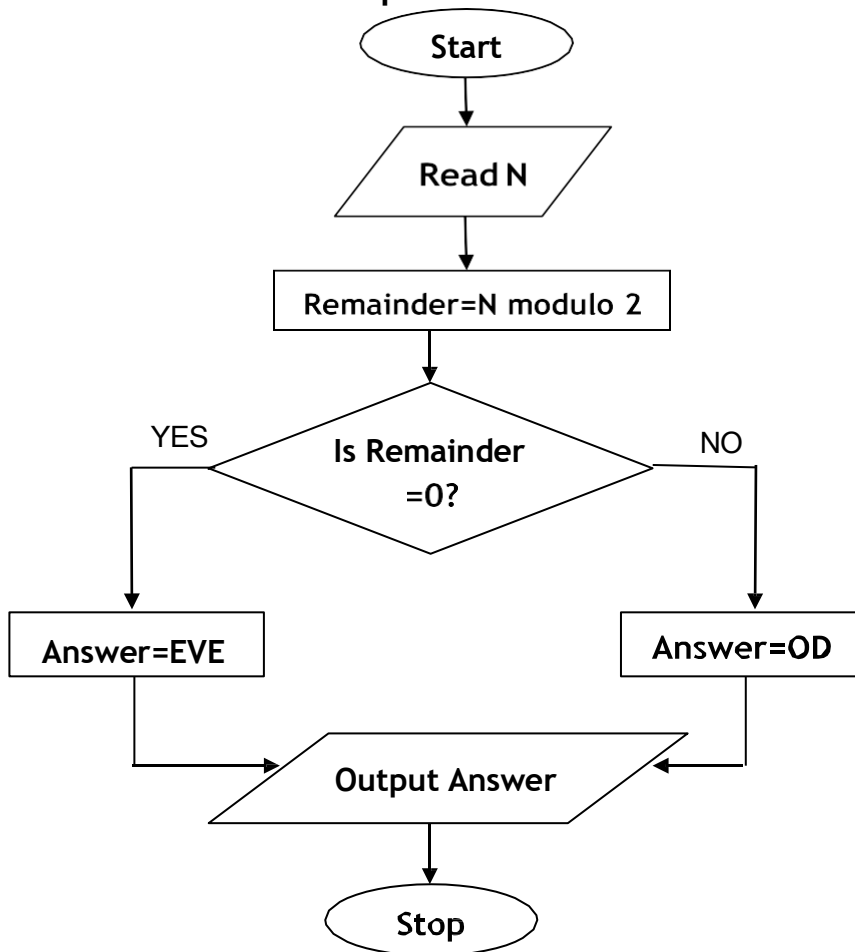 Start
Read N
Remainder=N modulo 2
Is Remainder
=0?
YES
NO
Answer=EVE
Answer=OD
Output Answer
Stop